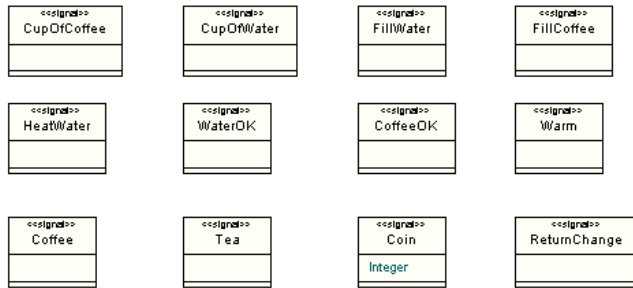 <<signal>> <<signal>> <<signal>> <<signal>>
CupOfCoffee CupOfWater FillWater FillCoffee
<<signal>> <<signal>> <<signal>> <<signal>>
HeatWater WaterOK CoffeeOK Warm
<<signal>> <<signal>> <<signal>> <<signal>>
Coffee Tea Coin ReturnChange
Integer